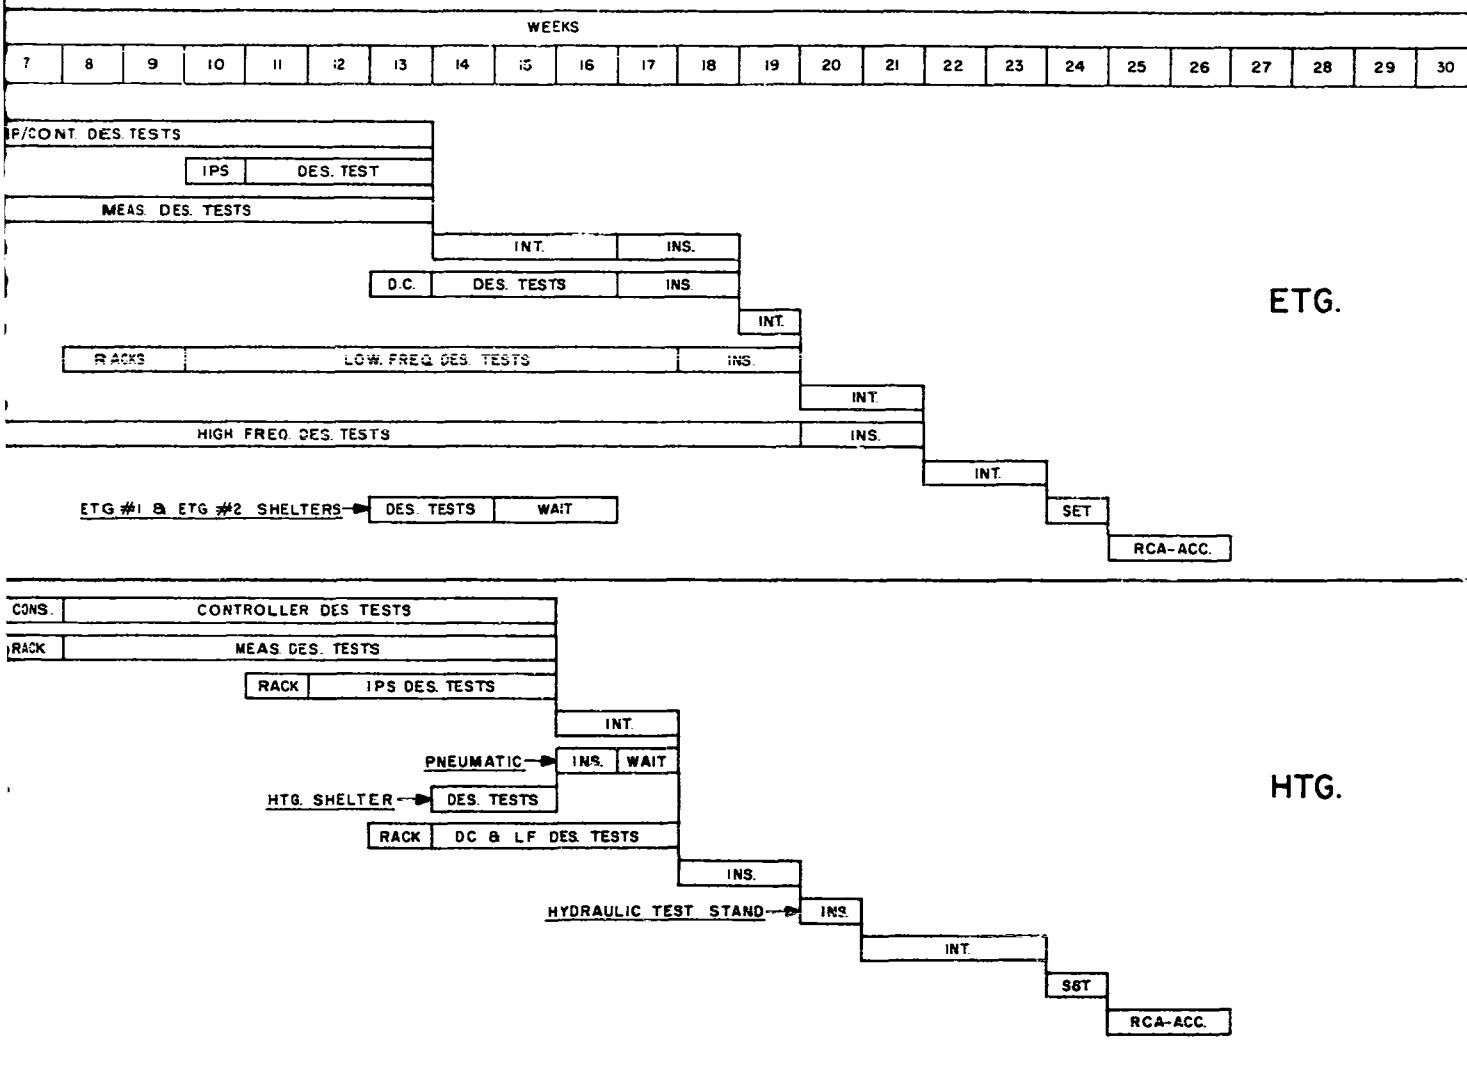 WEEKS
7 8 9 10 11 12 13 14 15 16 17 18 19 20 21 22 23 24 25 26 27 28 29 30
P/CONT. DES. TESTS
IPS DES. TEST
MEAS. DES. TESTS
INT. INS.
D.C. DES. TESTS INS.
ETG.
INT.
RACKS LOW. FREQ. DES. TESTS INS.
INT.
HIGH FREQ. DES. TESTS INS.
INT.
ETG #1 & ETG #2 SHELTERS DES. TESTS WAIT SET
RCA-ACC.
CONS. CONTROLLER DES TESTS
RACK MEAS. DES. TESTS
RACK IPS DES. TESTS
INT.
PNEUMATIC INS. WAIT
HTG.
HTG. SHELTER DES. TESTS
RACK DC & LF DES. TESTS
INS.
HYDRAULIC TEST STAND INS.
INT.
SBT
RCA-ACC.